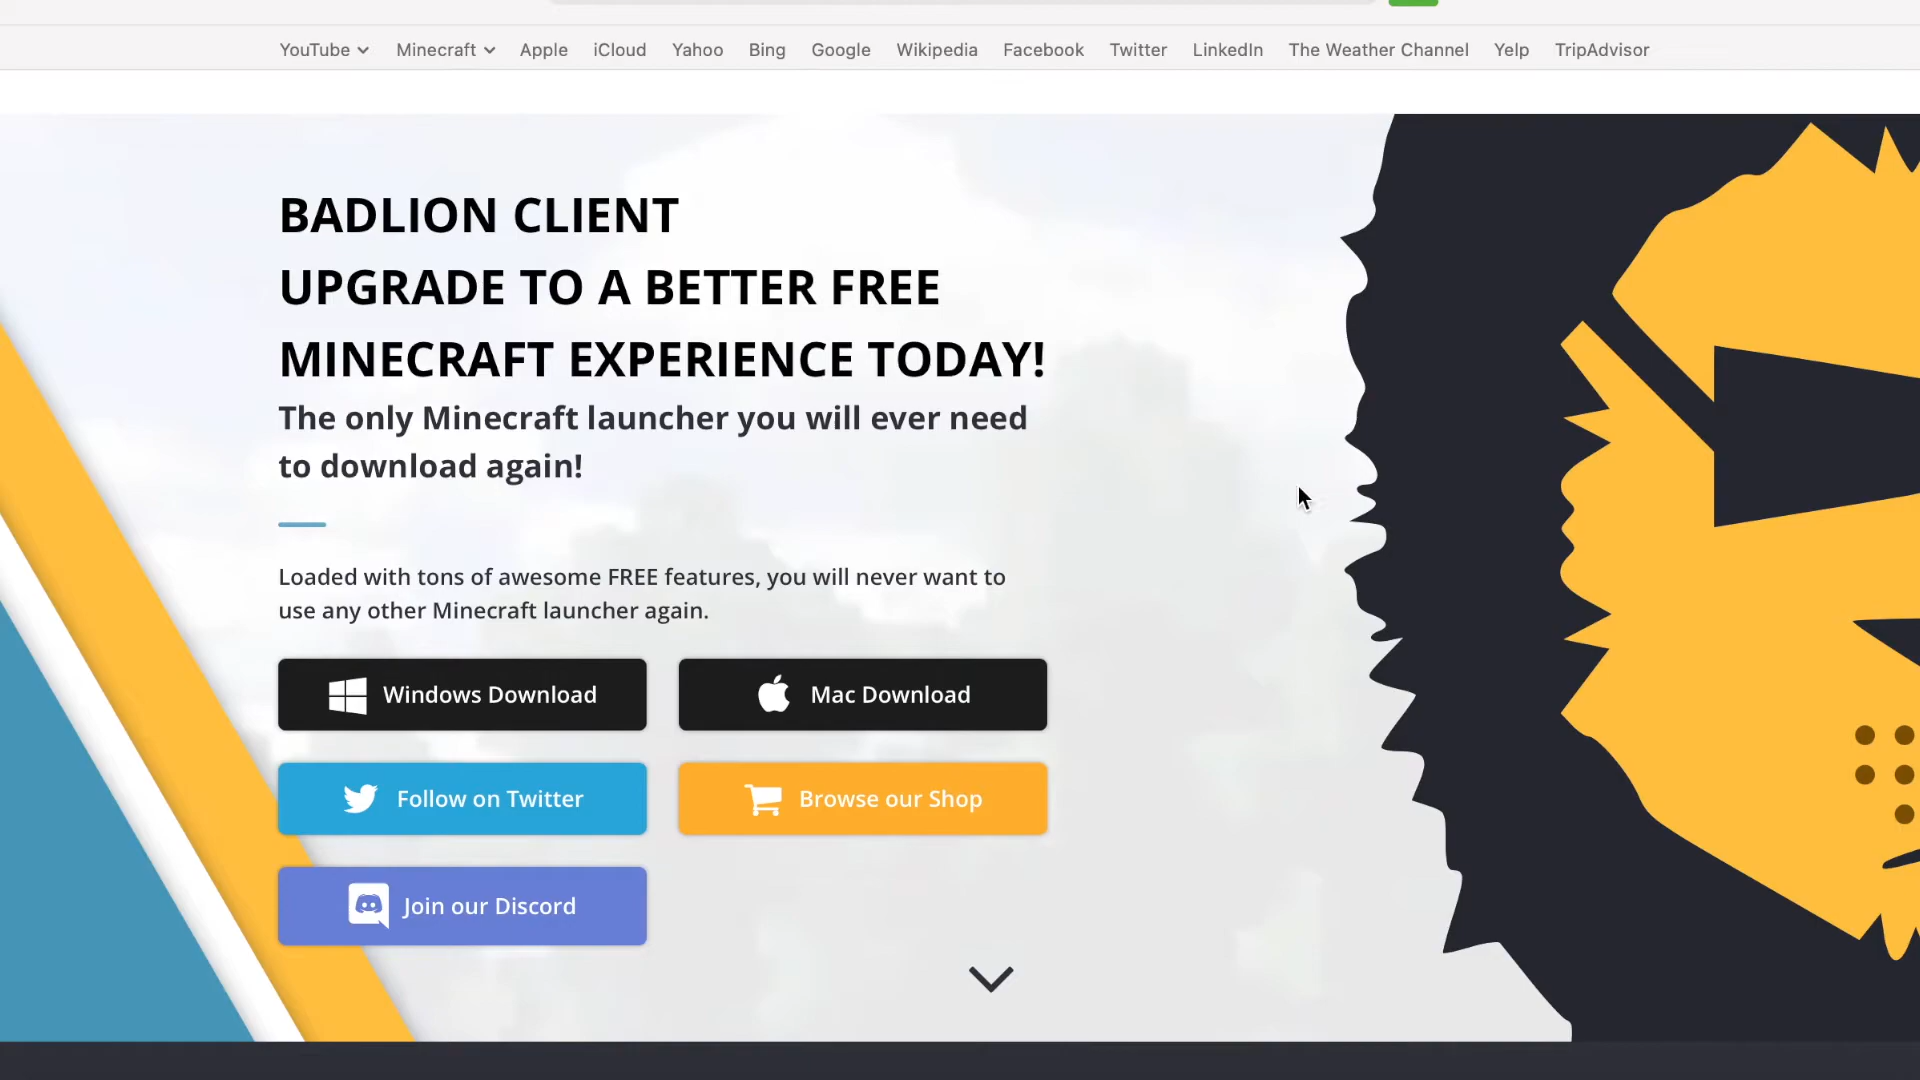 YouTube Minecraft Apple iCloud Yahoo Bing Google Wikipedia Facebook Twitter LinkedIn The Weather Channel Yelp TripAdvisor
BADLION CLIENT
UPGRADE TO A BETTER FREE
MINECRAFT EXPERIENCE TODAY!
The only Minecraft launcher you will ever need
to download again!
Loaded with tons of awesome FREE features, you will never want to
use any other Minecraft launcher again.
Windows Download
Mac Download
Follow on Twitter
Browse our Shop
Join our Discord